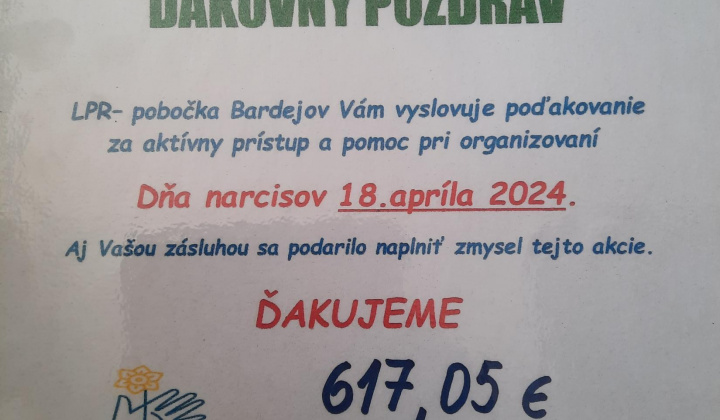 ĎAKOVNÝ POZDRAV
LPR- pobočka Bardejov Vám vyslovuje poďakovanie
za aktívny prístup a pomoc pri organizovaní
Dňa narcisov 18.apríla 2024.
Aj Vašou zásluhou sa podarilo naplniť zmysel tejto akcie.
ĎAKUJEME
617,05 €